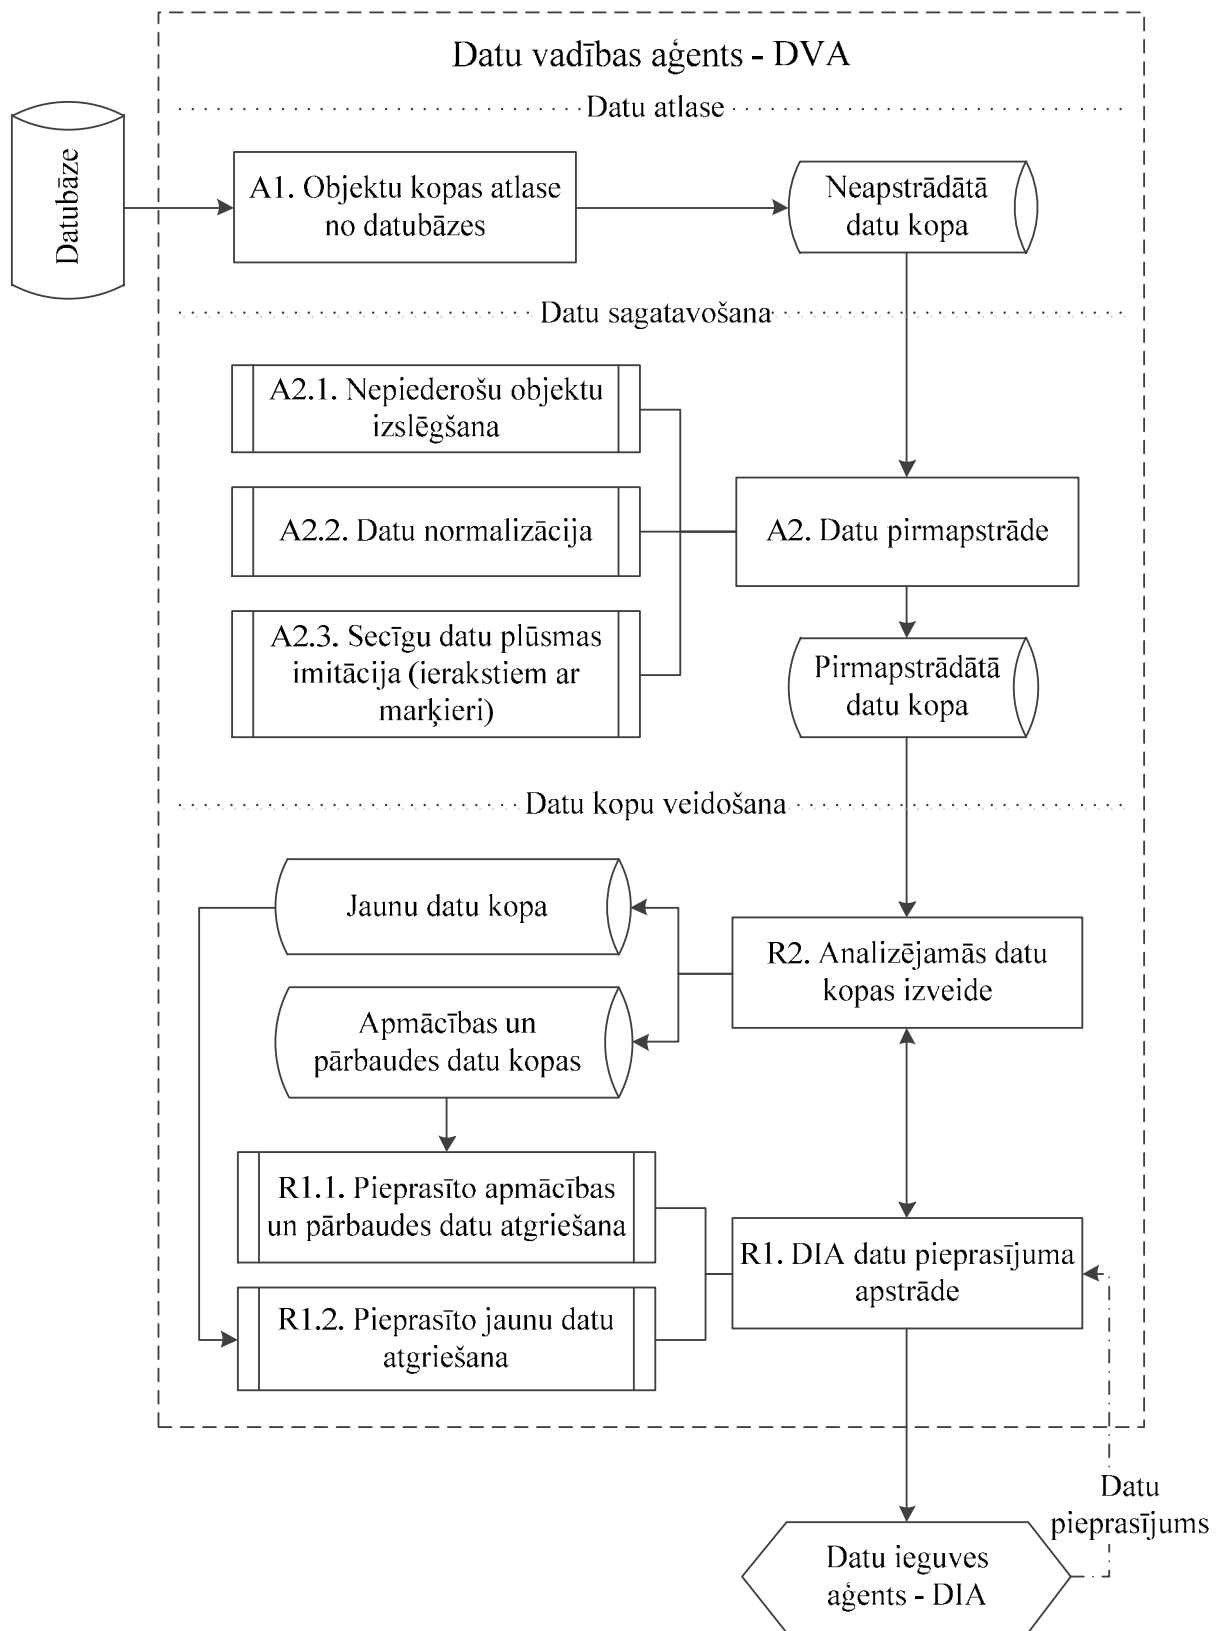 Datu vadības aģents - DVA
Datu atlase
Datubāze
A1. Objektu kopas atlase
no datubāzes
Neapstrādātā
datu kopa
Datu sagatavošana
A2.1. Nepiederošu objektu
izslēgšana
A2.2. Datu normalizācija
A2. Datu pirmapstrāde
A2.3. Secīgu datu plūsmas
imitācija (ierakstiem ar
marķieri)
Pirmapstrādātā
datu kopa
Datu kopu veidošana
Jaunu datu kopa
R2. Analizējamās datu
kopas izveide
Apmācības un
pārbaudes datu kopas
R1.1. Pieprasīto apmācības
un pārbaudes datu atgriešana
R1. DIA datu pieprasījuma
apstrāde
R1.2. Pieprasīto jaunu datu
atgriešana
Datu
pieprasījums
Datu ieguves
aģents - DIA